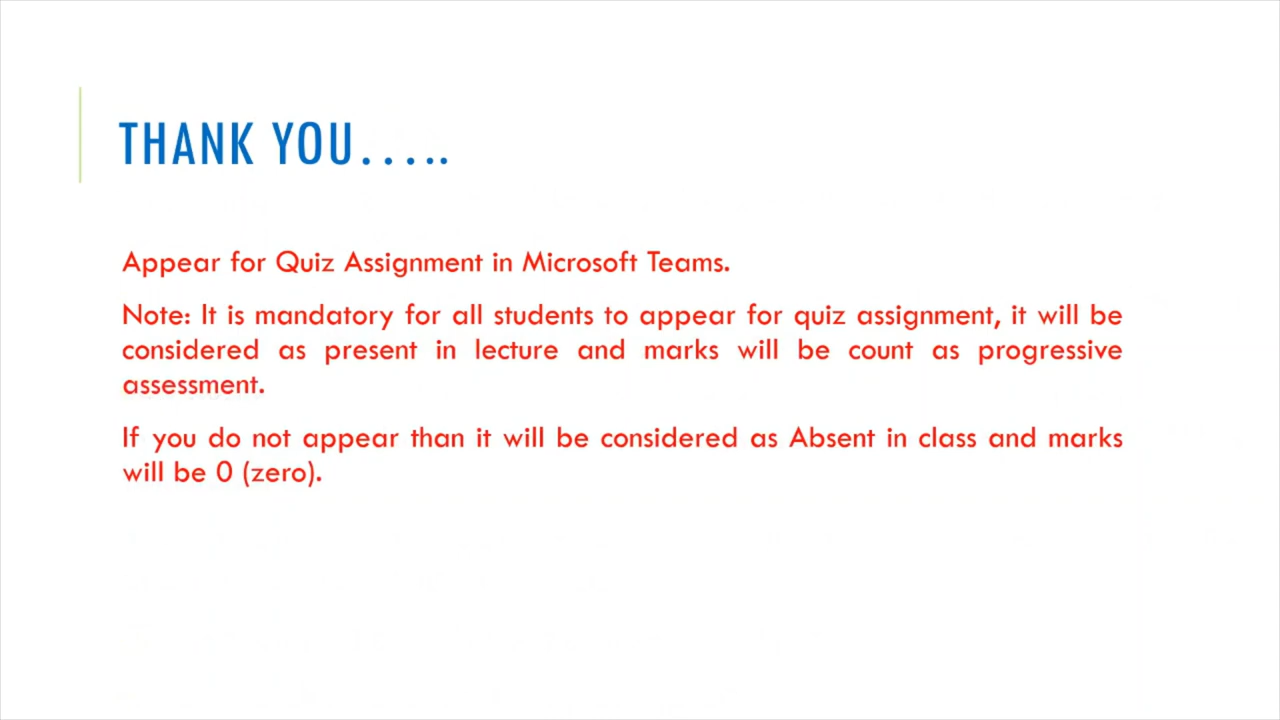 THANK YOU.....
Appear for Quiz Assignment in Microsoft Teams.
Note: It is mandatory for all students to appear for quiz assignment, it will be
considered as present in lecture and marks will be count as progressive
assessment.
If you do not appear than it will be considered as Absent in class and marks
will be 0 (zero).